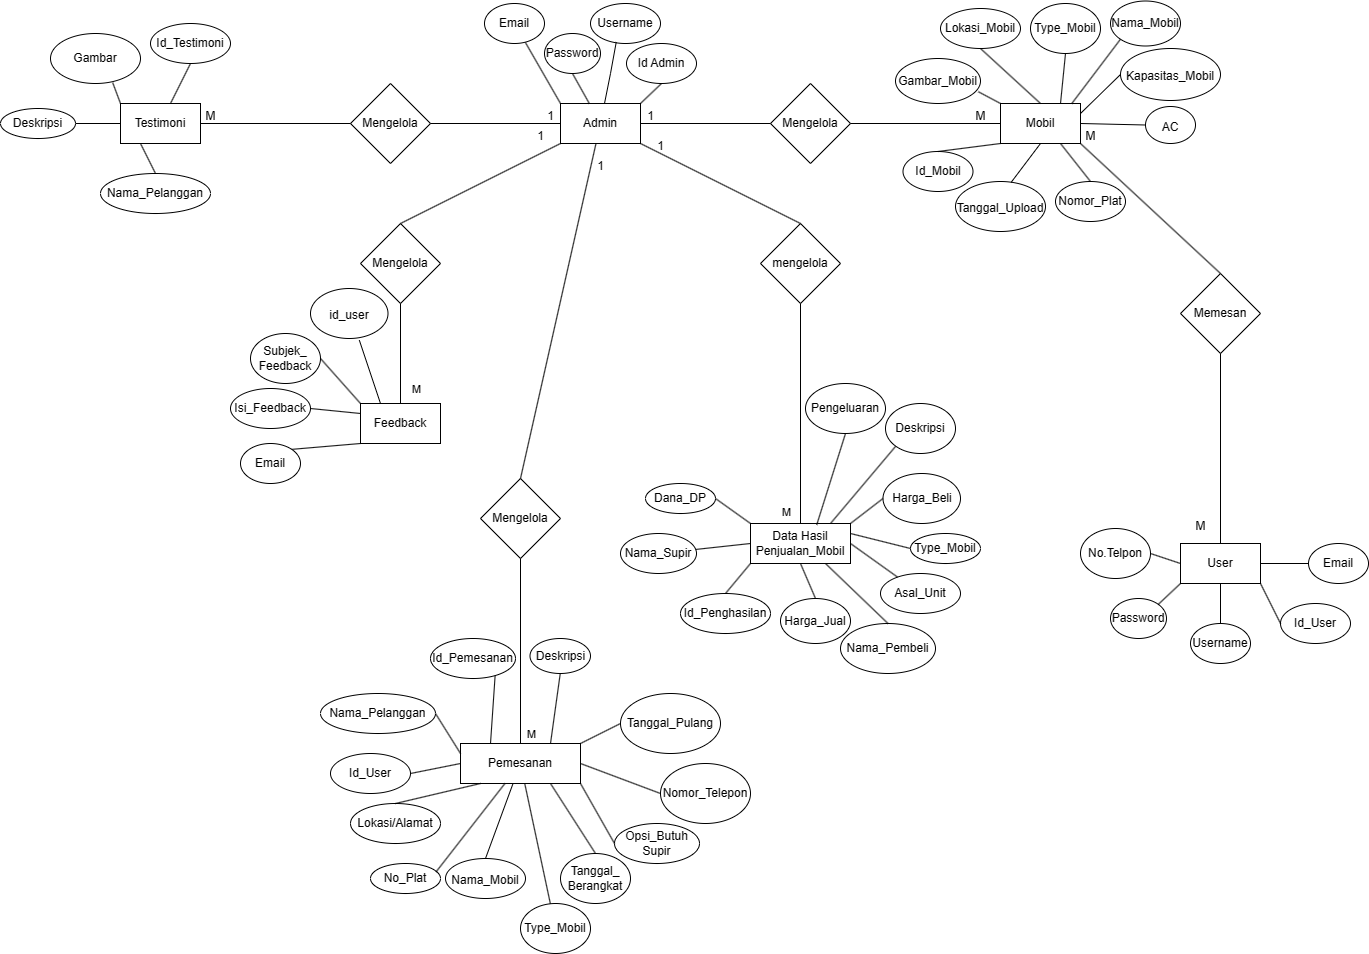 Email
Username
Password
Id Admin
Admin
Gambar
Id_Testimoni
Deskripsi
Testimoni
Nama_Pelanggan
M
Mengelola
1
1
1
1
1
Mengelola
M
Lokasi_Mobil
Type_Mobil
Nama_Mobil
Gambar_Mobil
Kapasitas_Mobil
Mobil
AC
M
Id_Mobil
Tanggal_Upload
Nomor_Plat
Mengelola
mengelola
Memesan
id_user
Subjek_
Feedback
M
Isi_Feedback
Feedback
Email
Mengelola
Pengeluaran
Deskripsi
Dana_DP
Harga_Beli
M
Data Hasil
Penjualan_Mobil
Nama_Supir
Type_Mobil
Asal_Unit
Id_Penghasilan
Harga_Jual
Nama_Pembeli
M
No.Telpon
User
Email
Password
Id_User
Username
Id_Pemesanan
Deskripsi
Nama_Pelanggan
Tanggal_Pulang
M
Pemesanan
Id_User
Nomor_Telepon
Lokasi/Alamat
Opsi_Butuh
Supir
No_Plat
Nama_Mobil
Tanggal_
Berangkat
Type_Mobil